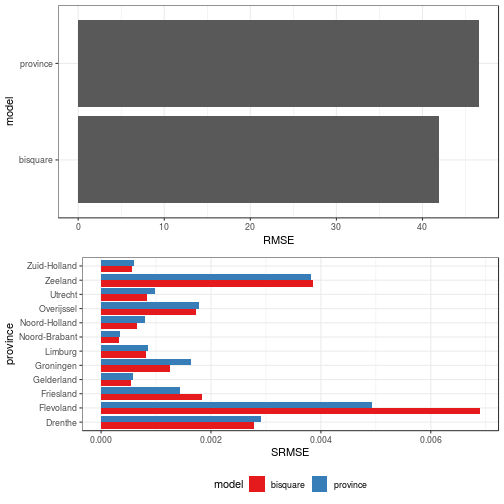 province
bisquare
model
0 10 20 30 40
RMSE
Zuid-Holland
Zeeland
Utrecht
Overijssel
Noord-Holland
Noord-Brabant
Limburg
Groningen
Gelderland
Friesland
Flevoland
Drenthe
province
0.000 0.002 0.004 0.006
SRMSE
model bisquare province